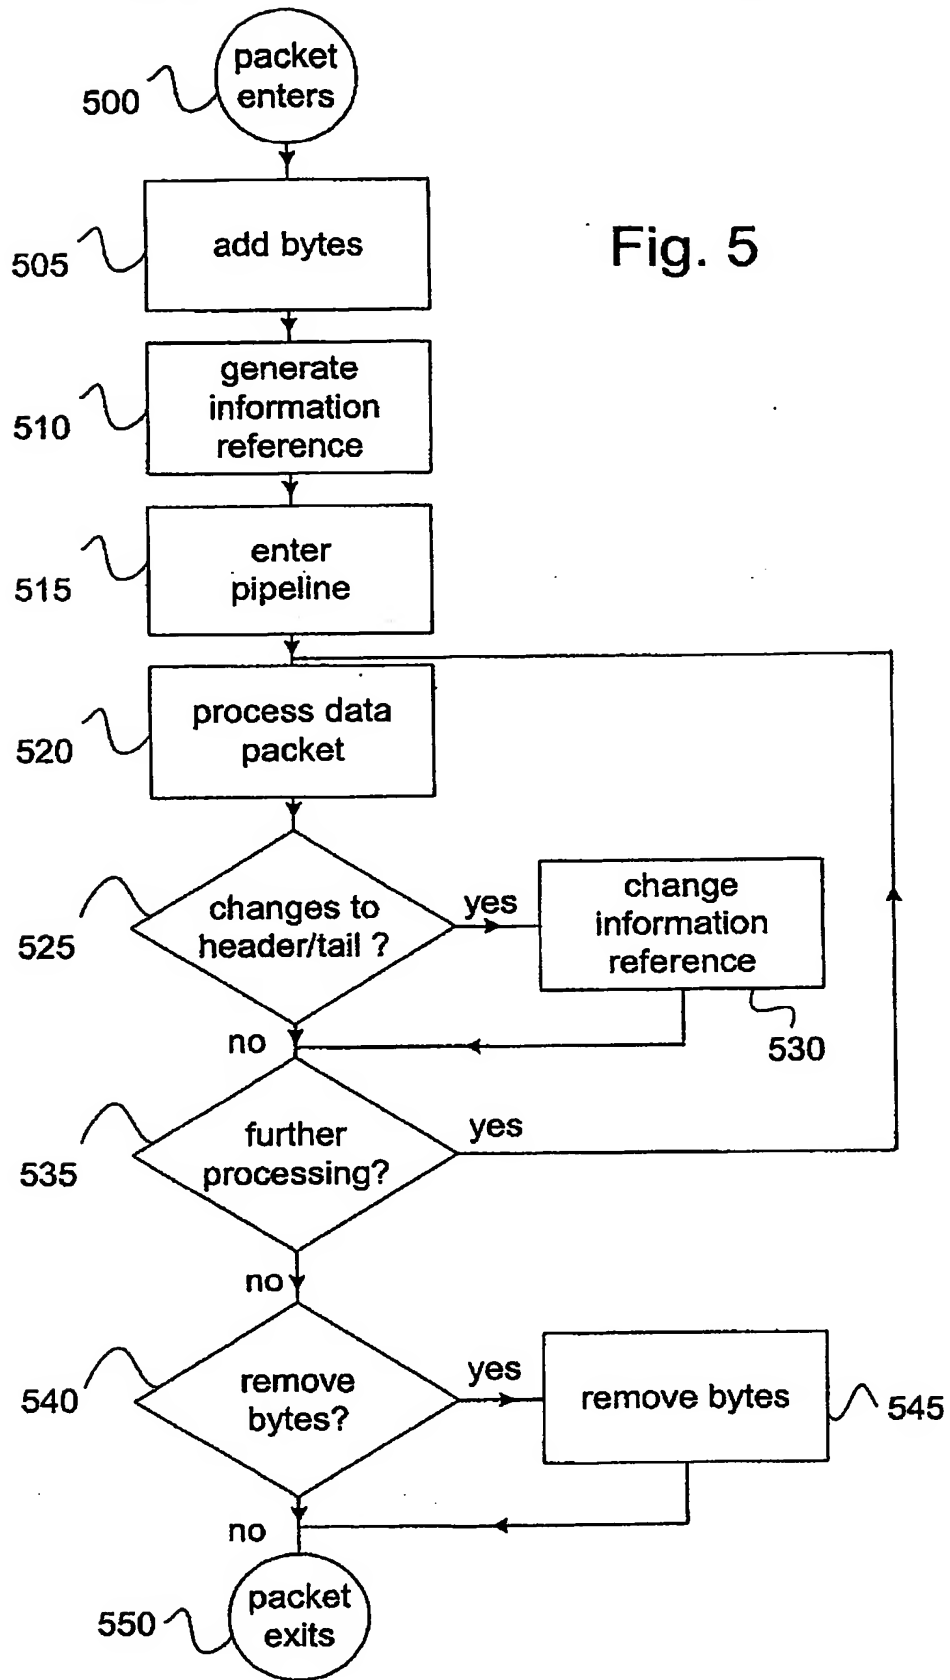 packet
enters
500
add bytes
505
Fig. 5
generate
information
reference
510
enter
pipeline
515
process data
packet
520
changes to
header/tail ?
525
yes
change
information
reference
530
no
further
processing?
535
yes
no
remove
bytes?
540
yes
remove bytes
545
no
packet
exits
550